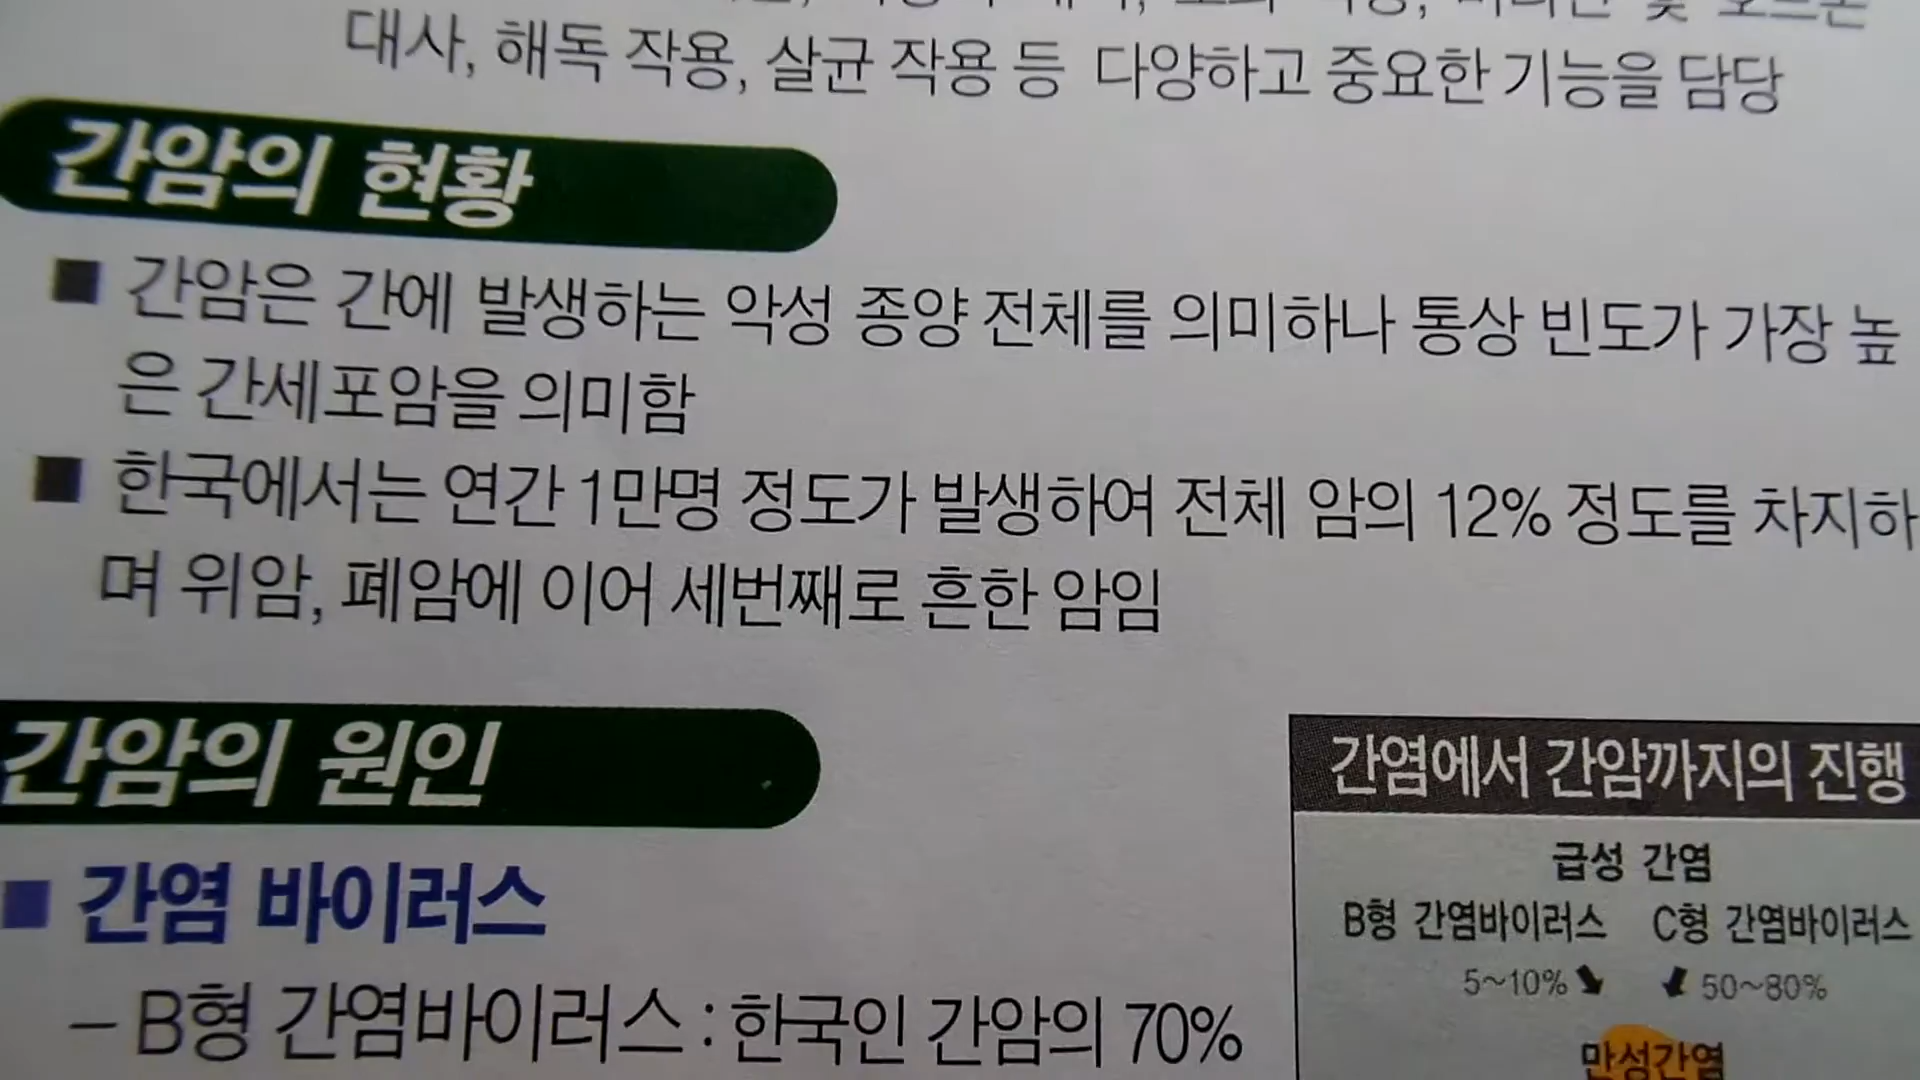 대사, 해독 작용, 살균 작용 등 다양하고 중요한 기능을 담당
간암의 현황
■ 간암은 간에 발생하는 악성 종양 전체를 의미하나 통상 빈도가 가장 높
은 간세포암을 의미함
■ 한국에서는 연간 1만명 정도가 발생하여 전체 암의 12% 정도를 차지하
며 위암, 폐암에 이어 세번째로 흔한 암임
간암의 원인
■ 간염 바이러스
– B형 간염바이러스 : 한국인 간암의 70%
간염에서 간암까지의 진행
급성 간염
B형 간염바이러스 C형 간염바이러스
5~10% 50~80%
만성간염